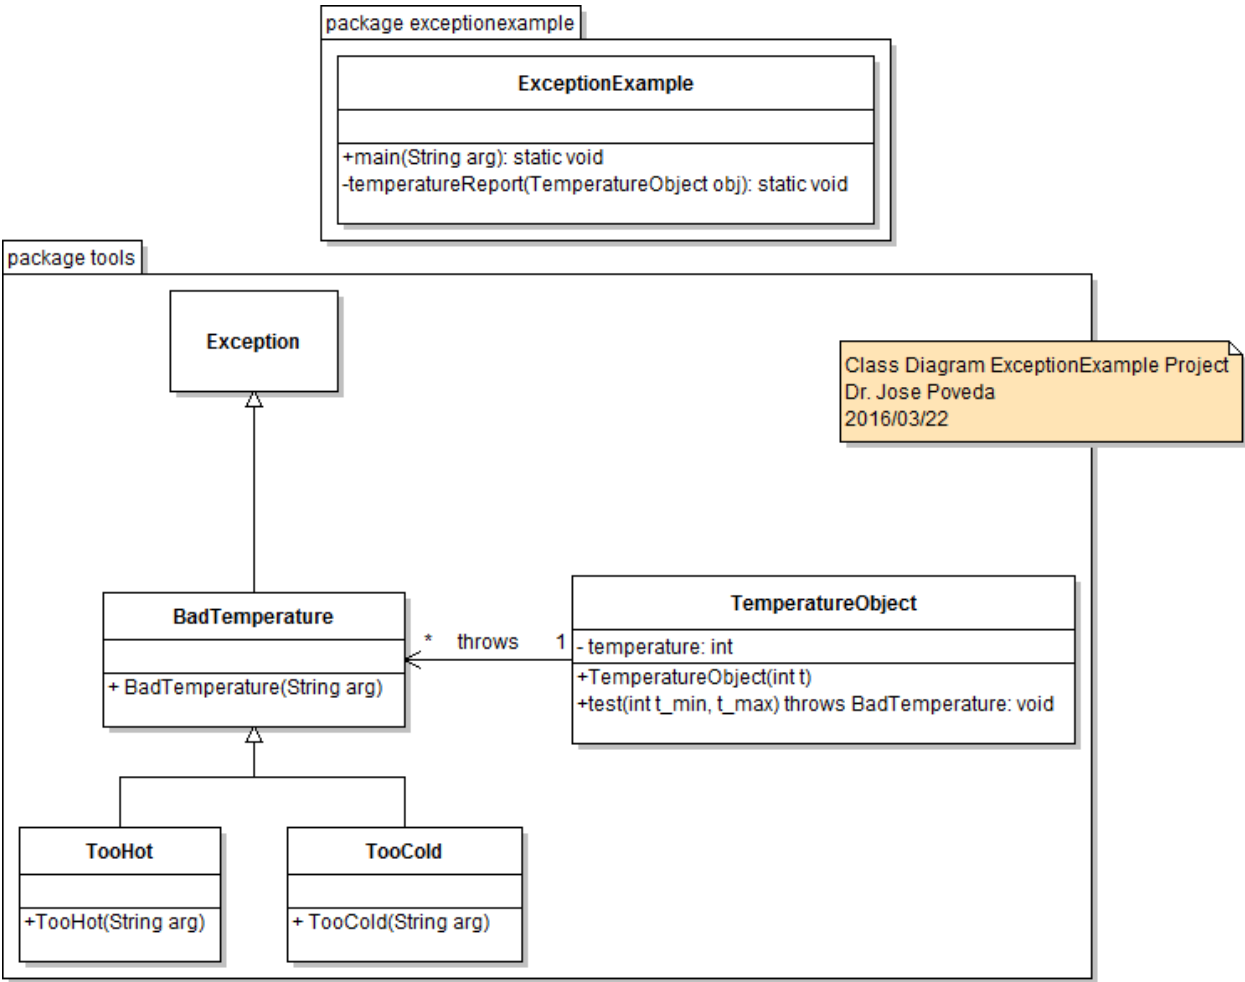 package exceptionexample
ExceptionExample
+main(String arg): static void
-temperatureReport(TemperatureObject obj): static void
package tools
Exception
Class Diagram ExceptionExample Project
Dr. Jose Poveda
2016/03/22
BadTemperature
+ BadTemperature(String arg)
* throws 1
TemperatureObject
- temperature: int
+TemperatureObject(int t)
+test(int t_min, t_max) throws BadTemperature: void
TooHot
+TooHot(String arg)
TooCold
+ TooCold(String arg)